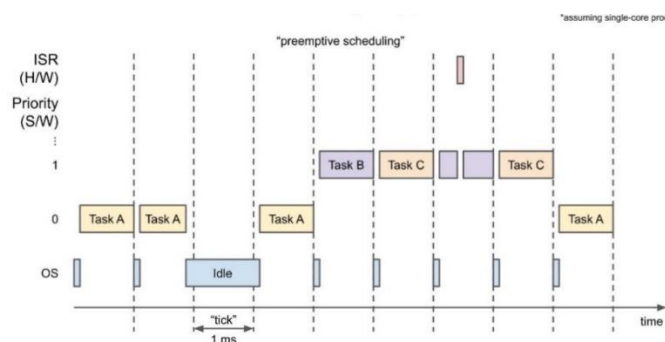 *assuming single-core pro
"preemptive scheduling"
ISR
(H/W)
Priority
(S/W)
⋮
1
Task B
Task C
Task C
0
Task A
Task A
Task A
Task A
OS
Idle
"tick"
1 ms
time